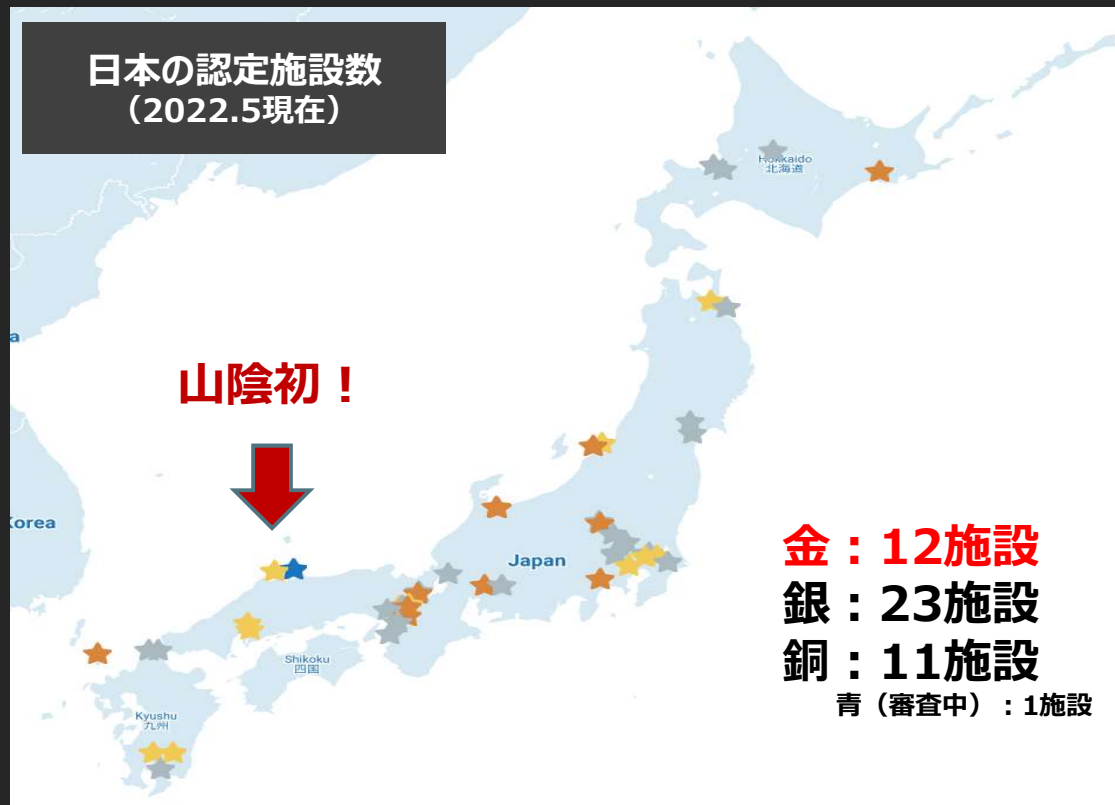 日本の認定施設数
（2022.5現在）
Hokkaido
北海道
山陰初！
Korea
Japan
金：12施設
銀：23施設
銅：11施設
青（審査中）：1施設
Shikoku
四国
Kyushu
九州